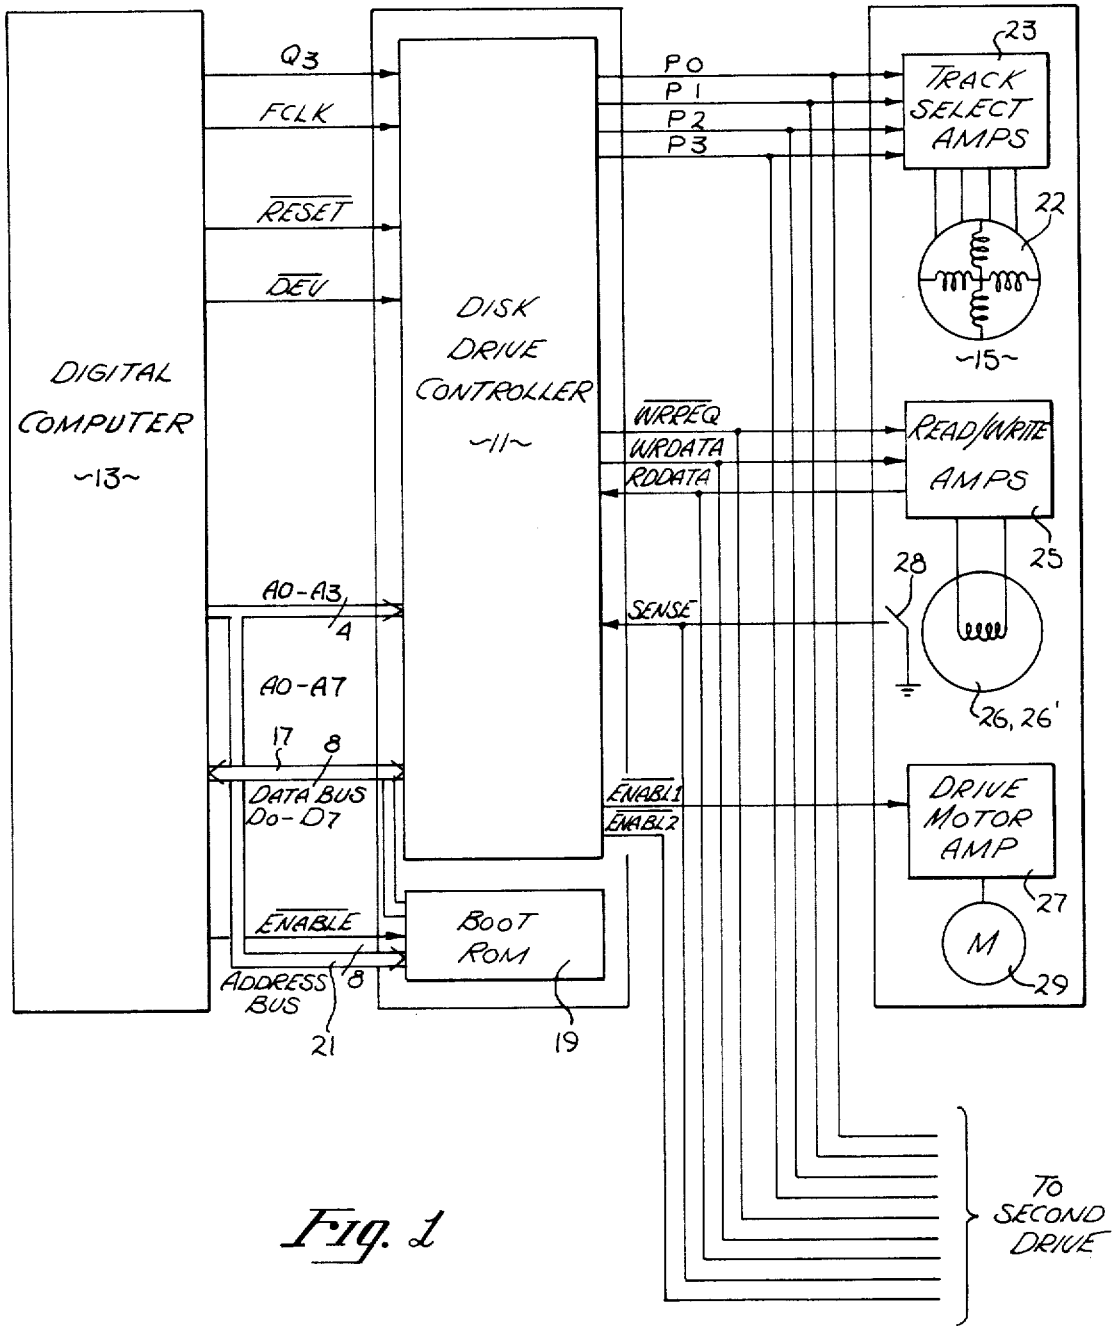 Q3
FCLK
RESET
DEV
DIGITAL
COMPUTER
~13~
A0-A3
4
A0-A7
17
8
DATA BUS
D0-D7
ENABLE
ADDRESS
BUS
8
21
DISK
DRIVE
CONTROLLER
~11~
BOOT
ROM
19
P0
P1
P2
P3
WRREQ
WRDATA
RDDATA
SENSE
ENABL1
ENABL2
23
TRACK
SELECT
AMPS
22
~15~
READ/WRITE
AMPS
25
28
26, 26'
DRIVE
MOTOR
AMP
27
M
29
TO
SECOND
DRIVE
Fig. 1